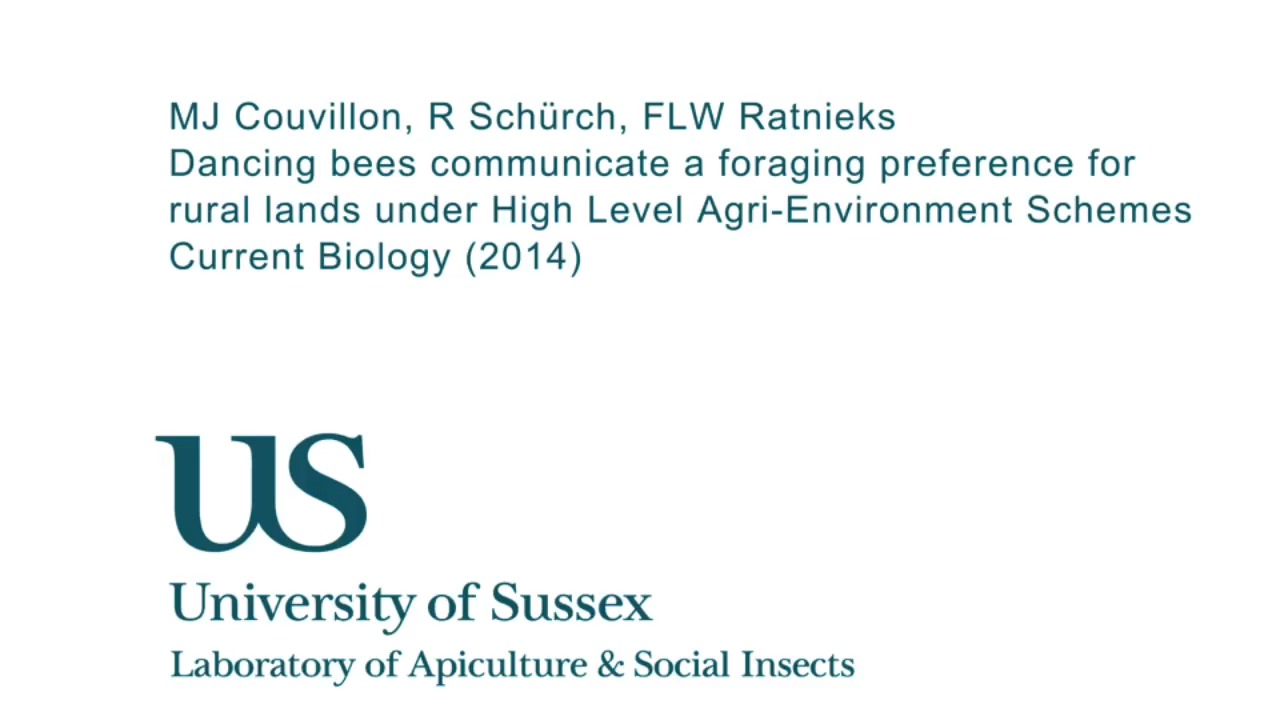 MJ Couvillon, R Schürch, FLW Ratnieks
Dancing bees communicate a foraging preference for
rural lands under High Level Agri-Environment Schemes
Current Biology (2014)
us
University of Sussex
Laboratory of Apiculture & Social Insects